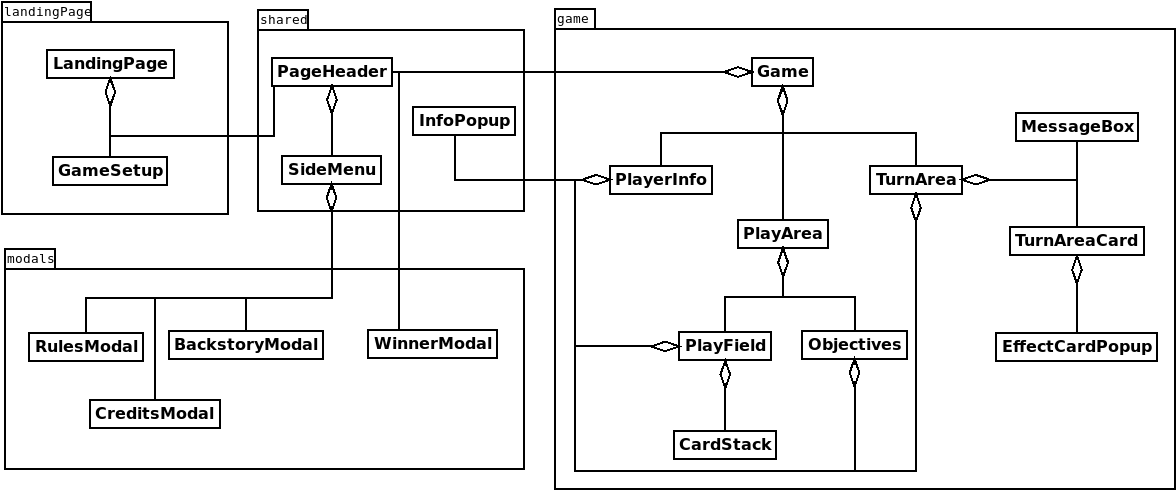 landingPage
LandingPage
GameSetup
shared
PageHeader
InfoPopup
SideMenu
modals
RulesModal
BackstoryModal
WinnerModal
CreditsModal
game
Game
MessageBox
PlayerInfo
TurnArea
PlayArea
TurnAreaCard
PlayField
Objectives
EffectCardPopup
CardStack